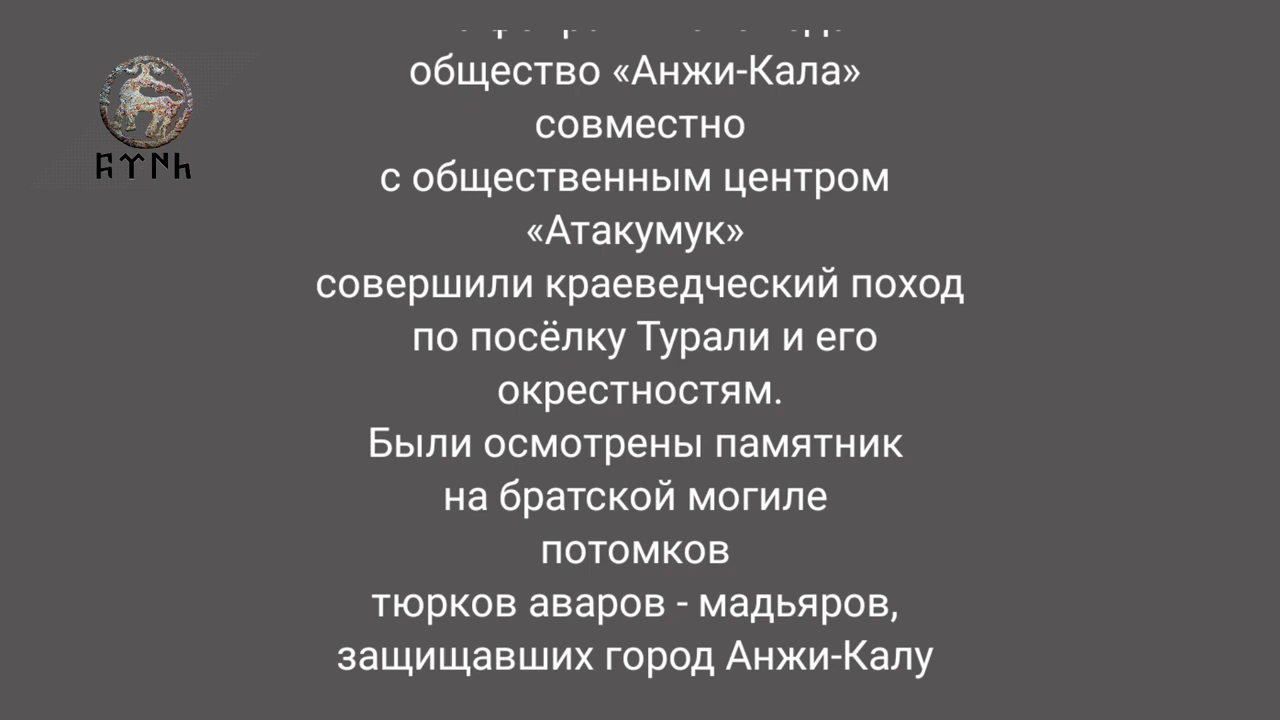 общество «Анжи-Кала»
совместно
с общественным центром
«Атакумук»
совершили краеведческий поход
по посёлку Турали и его
окрестностям.
Были осмотрены памятник
на братской могиле
потомков
тюрков аваров - мадьяров,
защищавших город Анжи-Калу